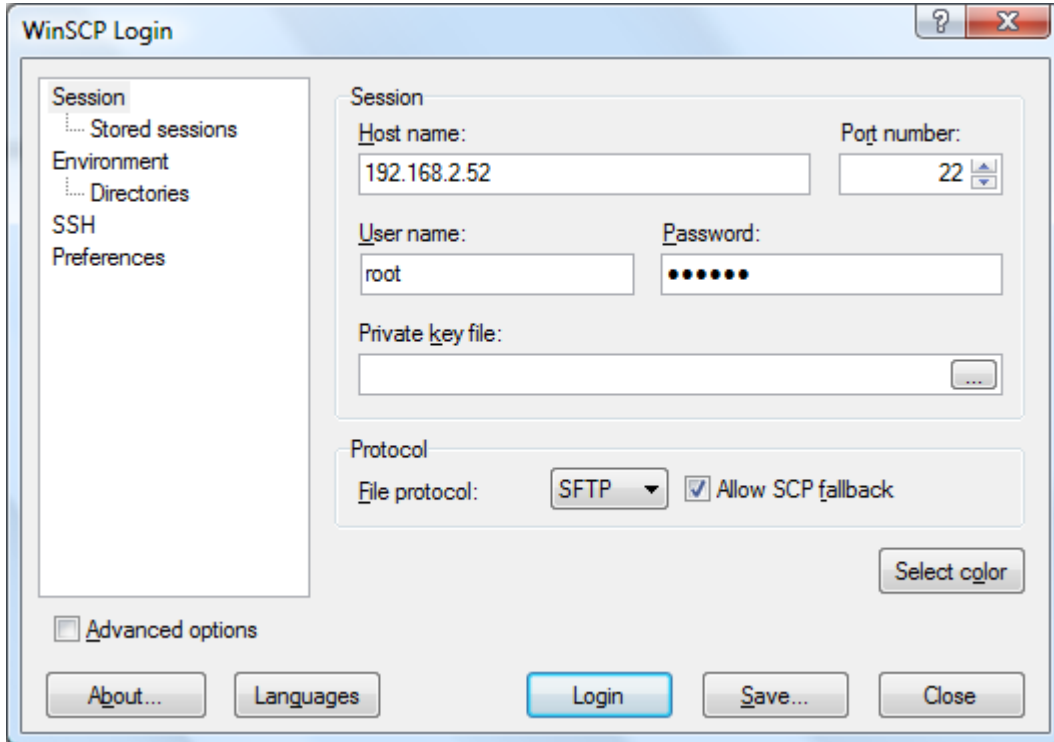 WinSCP Login
Session
Stored sessions
Environment
Directories
SSH
Preferences
Advanced options
Session
Host name:
Port number:
192.168.2.52
22
User name:
Password:
root
●●●●●●
Private key file:
...
Protocol
File protocol:
SFTP
Allow SCP fallback
Select color
About...
Languages
Login
Save...
Close